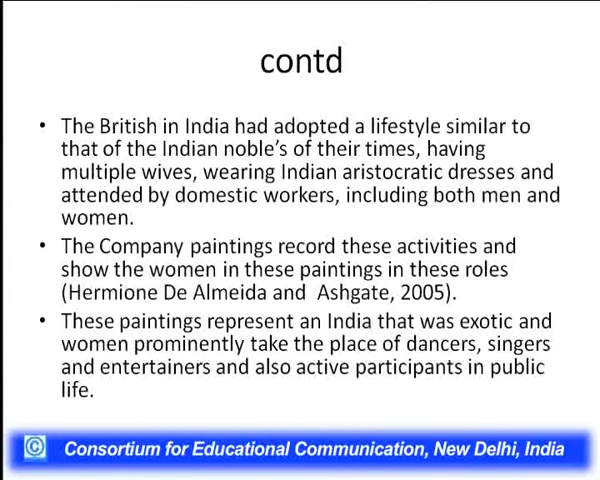 contd
• The British in India had adopted a lifestyle similar to
that of the Indian noble's of their times, having
multiple wives, wearing Indian aristocratic dresses and
attended by domestic workers, including both men and
women.
• The Company paintings record these activities and
show the women in these paintings in these roles
(Hermione De Almeida and Ashgate, 2005).
• These paintings represent an India that was exotic and
women prominently take the place of dancers, singers
and entertainers and also active participants in public
life.
© Consortium for Educational Communication, New Delhi, India